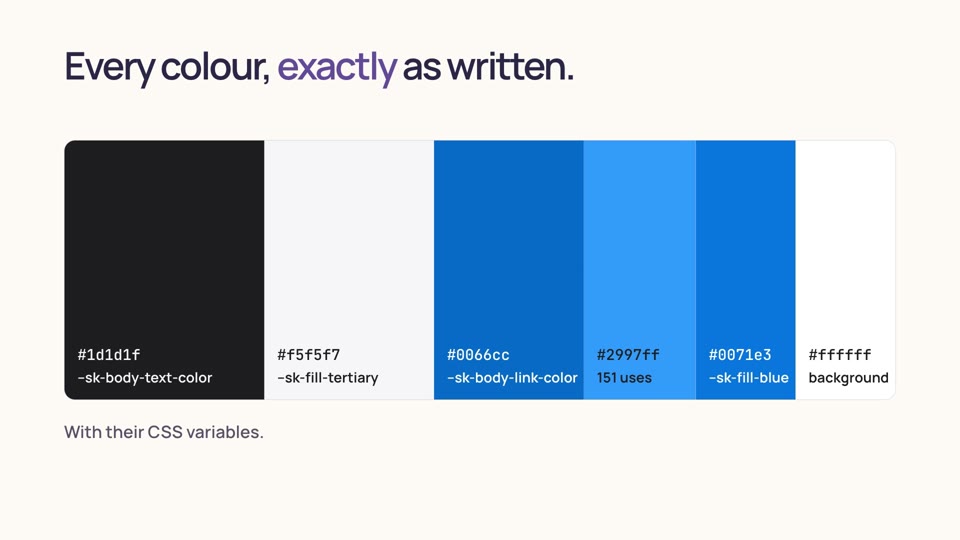 Every colour, exactly as written.
#1d1d1f
--sk-body-text-color
#f5f5f7
--sk-fill-tertiary
#0066cc
--sk-body-link-color
#2997ff
151 uses
#0071e3
--sk-fill-blue
#ffffff
background
With their CSS variables.